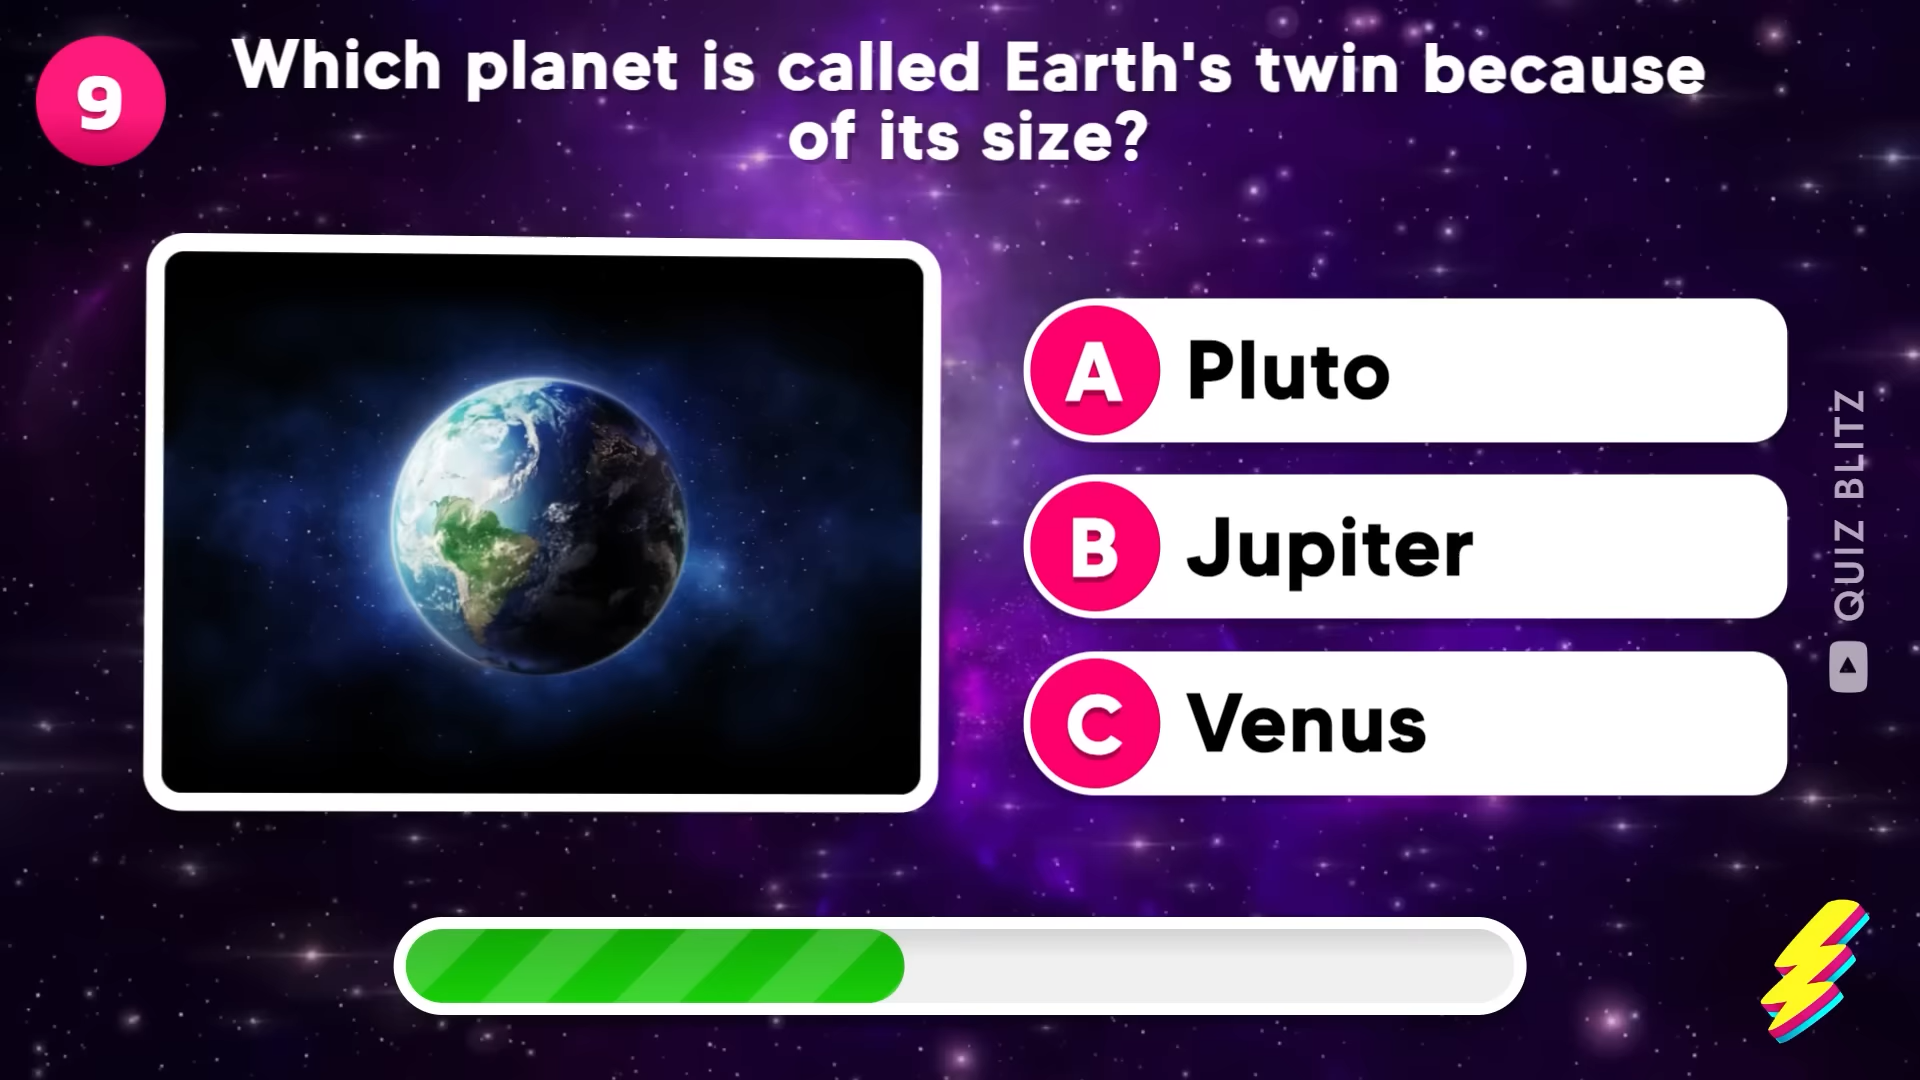 9
Which planet is called Earth's twin because
of its size?
A Pluto
B Jupiter
C Venus
QUIZ BLITZ